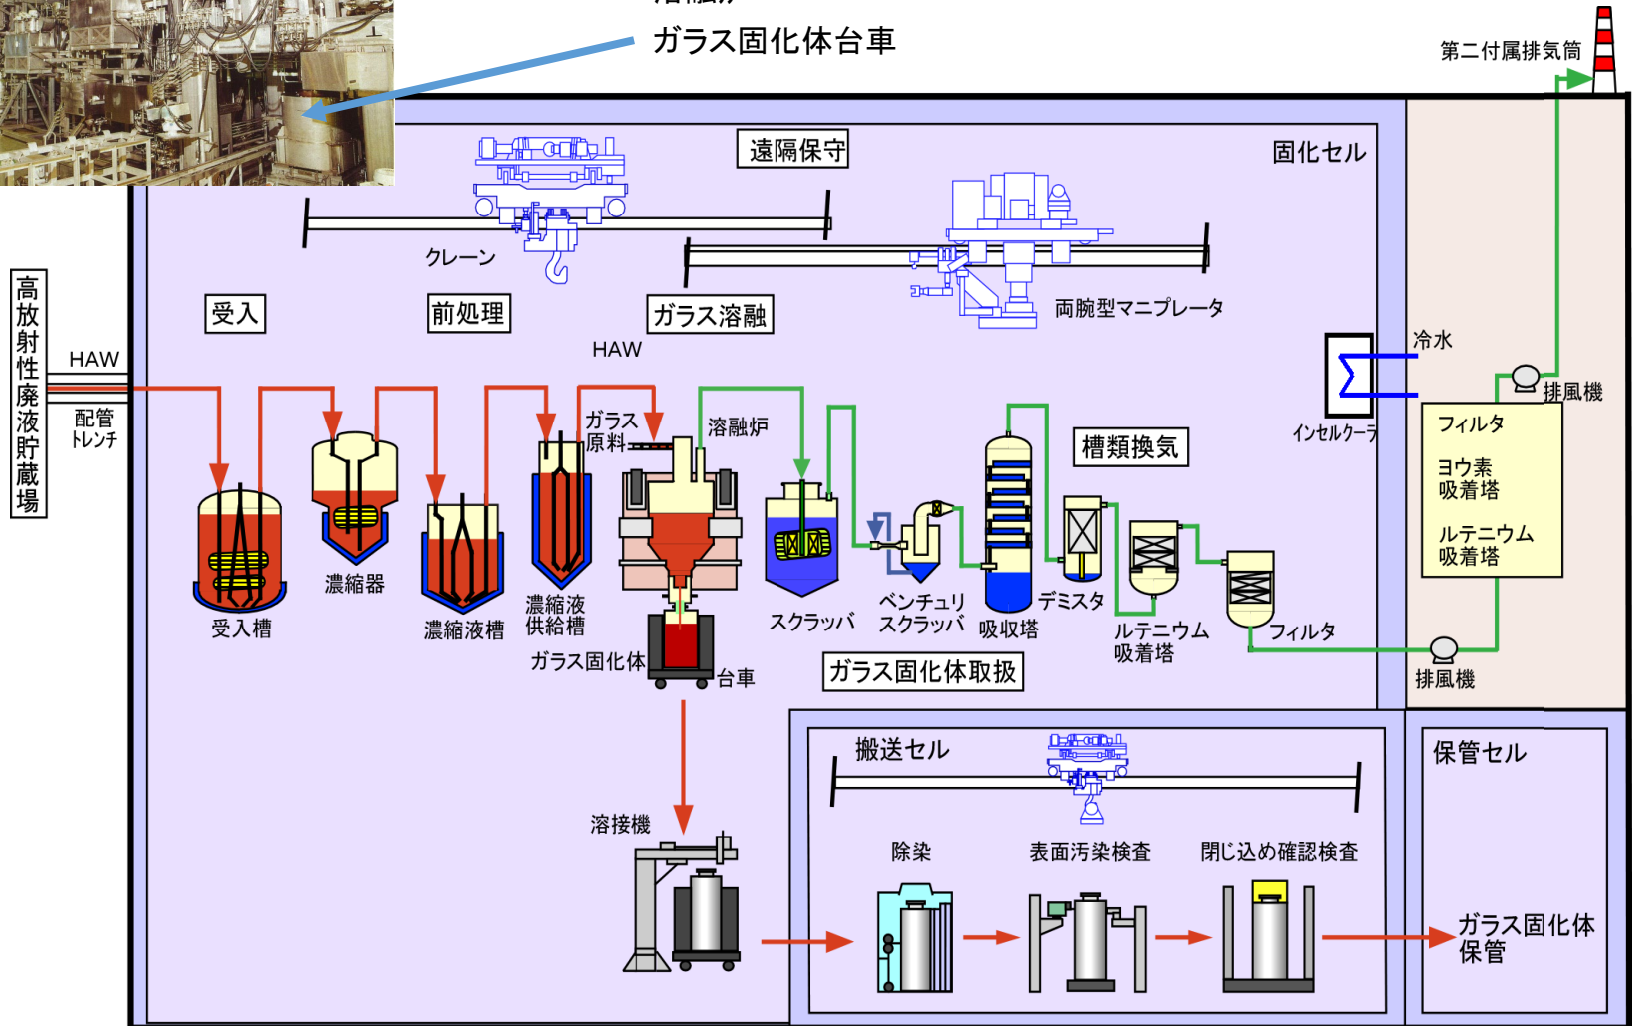 ガラス固化体台車
第二付属排気筒
遠隔保守
固化セル
クレーン
両腕型マニプレータ
高放射性廃液貯蔵場
HAW
配管
トレンチ
受入
前処理
ガラス溶融
HAW
冷水
インセルクーラ
排風機
フィルタ
ヨウ素
吸着塔
ルテニウム
吸着塔
ガラス
原料
溶融炉
槽類換気
受入槽
濃縮器
濃縮液槽
濃縮液
供給槽
スクラッバ
ベンチュリ
スクラッバ
吸収塔
デミスタ
ルテニウム
吸着塔
フィルタ
排風機
ガラス固化体
台車
ガラス固化体取扱
搬送セル
保管セル
溶接機
除染
表面汚染検査
閉じ込め確認検査
ガラス固化体
保管